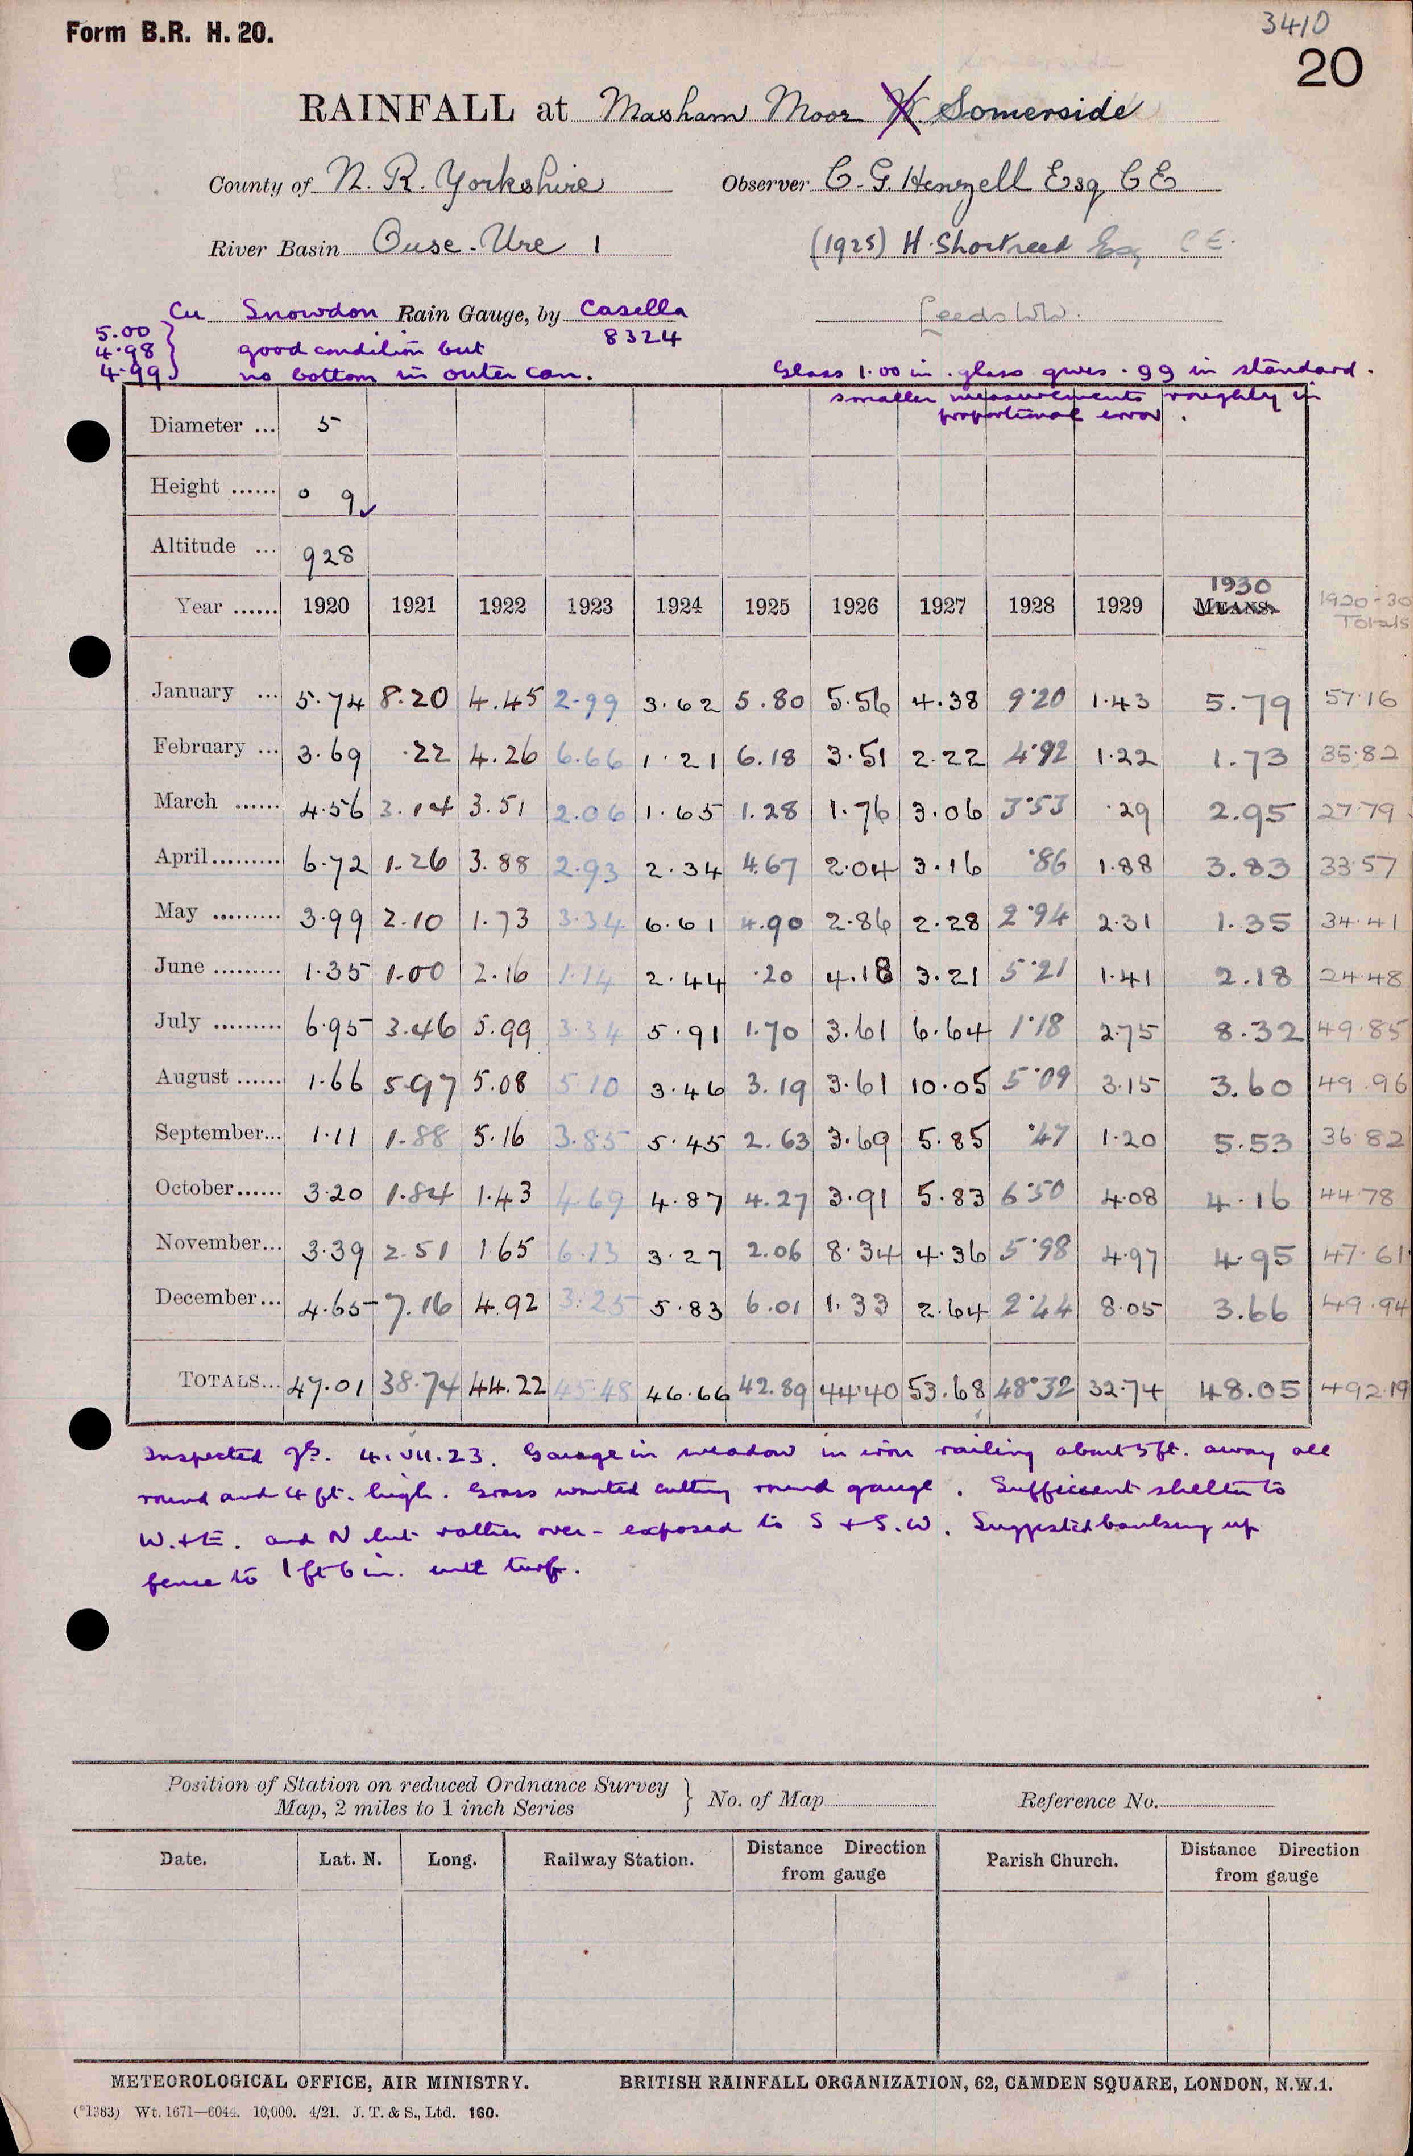 Form B.R. H. 20.
3410
20
RAINFALL at Masham Moor W Somerside
County of N. R. Yorkshire Observer C. G. Henzell Esq. C E
River Basin Ouse-Ure 1 (1925) H. Shortreed Esq. C E.
Cu Snowdon Rain Gauge, by Casella 8324 Leeds WW.
5.00
4.98
4.99
good condition but
no bottom in outer can.
Glass 1.00 in. glass gives .99 in standard.
smaller measurements roughly in
proportional error.
Diameter ... 5
Height ...... 0 9
Altitude ... 928
Year ...... 1920 1921 1922 1923 1924 1925 1926 1927 1928 1929 1930 MEANS. 1920-30 Totals
January ... 5.74 8.20 4.45 2.99 3.62 5.80 5.56 4.38 9.20 1.43 5.79 57.16
February ... 3.69 .22 4.26 6.66 1.21 6.18 3.51 2.22 4.92 1.22 1.73 35.82
March ...... 4.56 3.14 3.51 2.06 1.65 1.28 1.76 3.06 3.53 .29 2.95 27.79
April......... 6.72 1.26 3.88 2.93 2.34 4.67 2.04 3.16 .86 1.88 3.83 33.57
May ......... 3.99 2.10 1.73 3.34 6.61 4.90 2.86 2.28 2.94 2.31 1.35 34.41
June ......... 1.35 1.00 2.16 1.14 2.44 .20 4.18 3.21 5.21 1.41 2.18 24.48
July ......... 6.95 3.46 5.99 3.34 5.91 1.70 3.61 6.64 1.18 2.75 8.32 49.85
August ...... 1.66 5.97 5.08 5.10 3.46 3.19 3.61 10.05 5.09 3.15 3.60 49.96
September... 1.11 1.88 5.16 3.85 5.45 2.63 3.69 5.85 .47 1.20 5.53 36.82
October...... 3.20 1.84 1.43 4.69 4.87 4.27 3.91 5.83 6.50 4.08 4.16 44.78
November... 3.39 2.51 1 65 6.13 3.27 2.06 8.34 4.36 5.98 4.97 4.95 47.61
December... 4.65 7.16 4.92 3.25 5.83 6.01 1.33 2.64 2.44 8.05 3.66 49.94
TOTALS... 47.01 38.74 44.22 45.48 46.66 42.89 44.40 53.68 48.32 32.74 48.05 492.19
Inspected 4.VII.23. Gauge in meadow in iron railing about 5 ft. away all
round and 4 ft. high. Grass wanted cutting round gauge. Sufficient shelter to
W. & E. and N but rather over-exposed to S & S.W. Suggested banking up
fence to 1 ft 6 in. with turf.
Position of Station on reduced Ordnance Survey
Map, 2 miles to 1 inch Series } No. of Map Reference No.
Date. Lat. N. Long. Railway Station. Distance Direction from gauge Parish Church. Distance Direction from gauge
METEOROLOGICAL OFFICE, AIR MINISTRY. BRITISH RAINFALL ORGANIZATION, 62, CAMDEN SQUARE, LONDON, N.W.1.
(*1383) Wt. 1671—6044. 10,000. 4/21. J. T. & S., Ltd. 160.